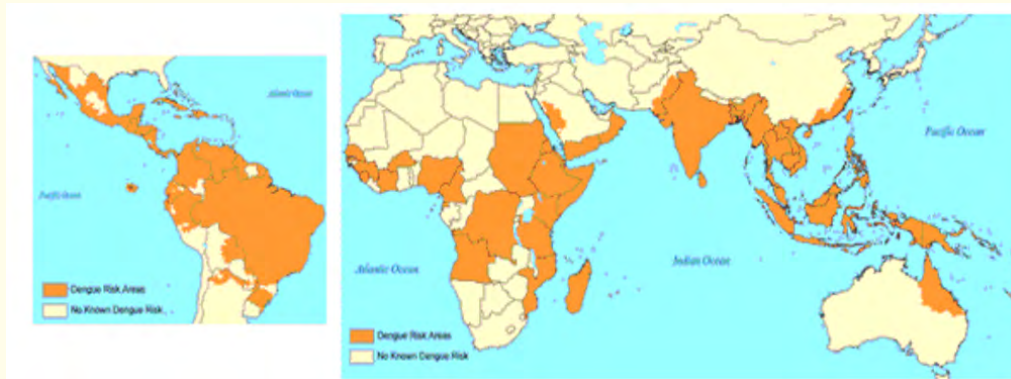 Atlantic Ocean
Pacific Ocean
Dengue Risk Areas
No Known Dengue Risk
Pacific Ocean
Indian Ocean
Atlantic Ocean
Dengue Risk Areas
No Known Dengue Risk